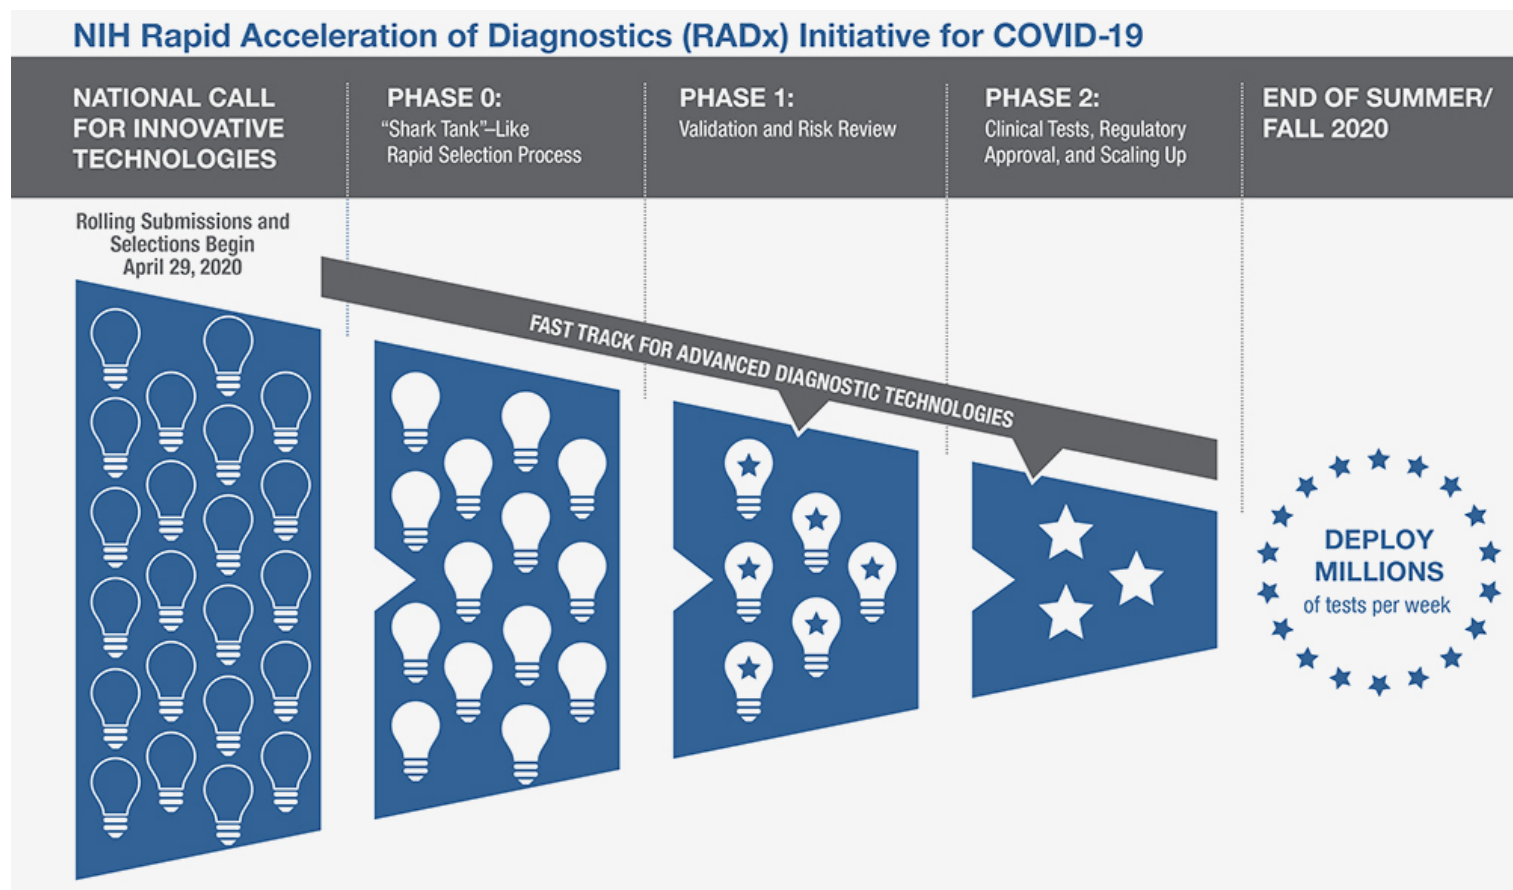 NIH Rapid Acceleration of Diagnostics (RADx) Initiative for COVID-19
NATIONAL CALL
FOR INNOVATIVE
TECHNOLOGIES
PHASE 0:
“Shark Tank”–Like
Rapid Selection Process
PHASE 1:
Validation and Risk Review
PHASE 2:
Clinical Tests, Regulatory
Approval, and Scaling Up
END OF SUMMER/
FALL 2020
Rolling Submissions and
Selections Begin
April 29, 2020
FAST TRACK FOR ADVANCED DIAGNOSTIC TECHNOLOGIES
DEPLOY
MILLIONS
of tests per week